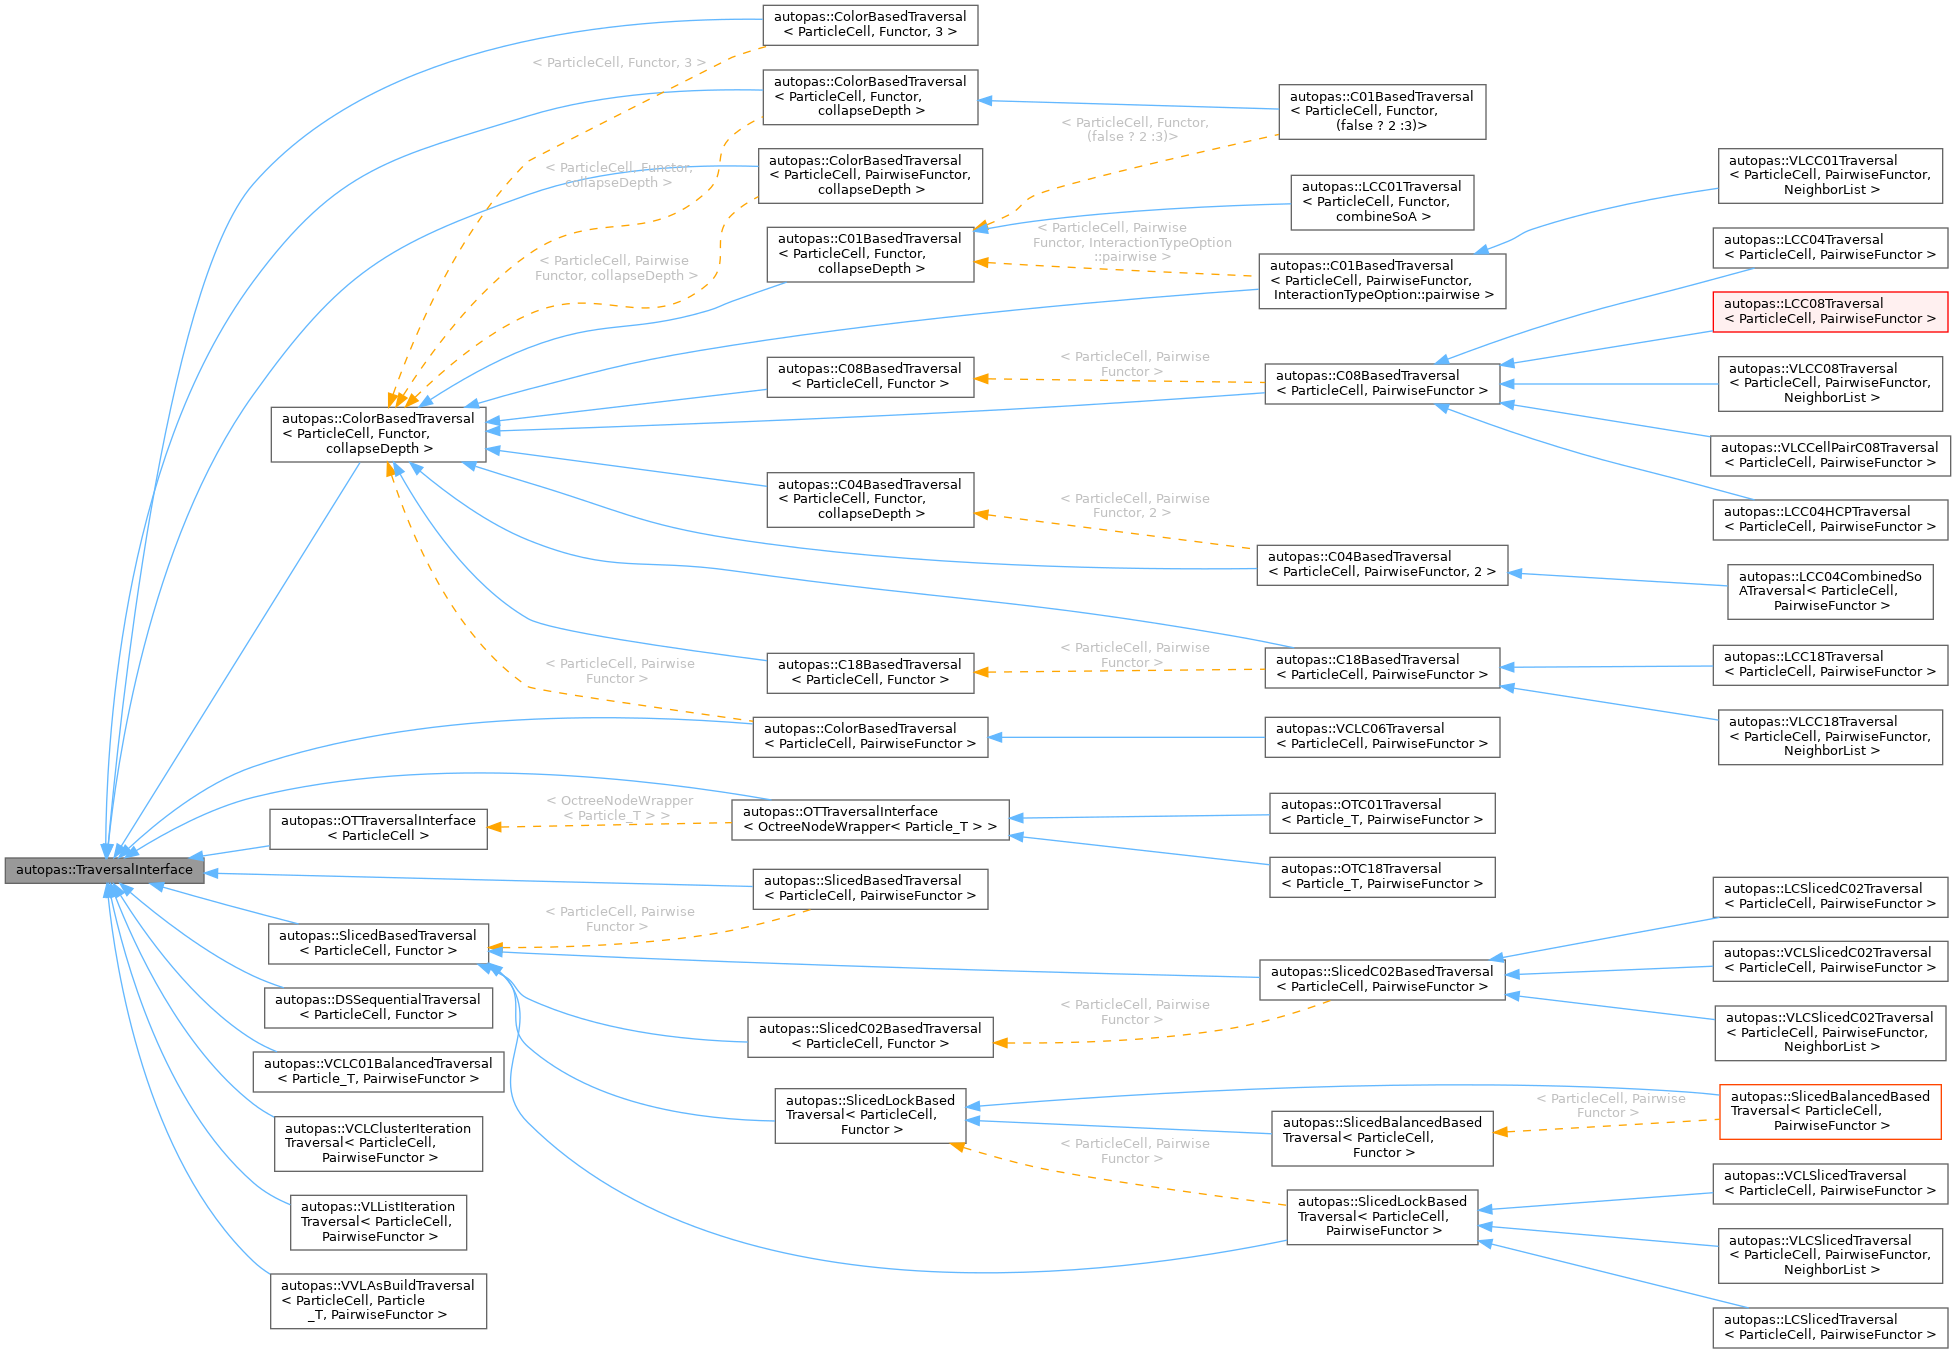 autopas::TraversalInterface
autopas::ColorBasedTraversal
< ParticleCell, Functor,
collapseDepth >
autopas::OTTraversalInterface
< ParticleCell >
autopas::SlicedBasedTraversal
< ParticleCell, Functor >
autopas::DSSequentialTraversal
< ParticleCell, Functor >
autopas::VCLC01BalancedTraversal
< Particle_T, PairwiseFunctor >
autopas::VCLClusterIteration
Traversal< ParticleCell,
PairwiseFunctor >
autopas::VLListIteration
Traversal< ParticleCell,
PairwiseFunctor >
autopas::VVLAsBuildTraversal
< ParticleCell, Particle
_T, PairwiseFunctor >
< ParticleCell, Functor, 3 >
< ParticleCell, Functor,
collapseDepth >
< ParticleCell, Pairwise
Functor, collapseDepth >
< ParticleCell, Pairwise
Functor >
< OctreeNodeWrapper
< Particle_T > >
< ParticleCell, Pairwise
Functor >
autopas::ColorBasedTraversal
< ParticleCell, Functor, 3 >
autopas::ColorBasedTraversal
< ParticleCell, Functor,
collapseDepth >
autopas::ColorBasedTraversal
< ParticleCell, PairwiseFunctor,
collapseDepth >
autopas::C01BasedTraversal
< ParticleCell, Functor,
collapseDepth >
autopas::C08BasedTraversal
< ParticleCell, Functor >
autopas::C04BasedTraversal
< ParticleCell, Functor,
collapseDepth >
autopas::C18BasedTraversal
< ParticleCell, Functor >
autopas::ColorBasedTraversal
< ParticleCell, PairwiseFunctor >
autopas::OTTraversalInterface
< OctreeNodeWrapper< Particle_T > >
autopas::SlicedBasedTraversal
< ParticleCell, PairwiseFunctor >
autopas::SlicedC02BasedTraversal
< ParticleCell, Functor >
autopas::SlicedLockBased
Traversal< ParticleCell,
Functor >
< ParticleCell, Functor,
(false ? 2 :3)>
< ParticleCell, Pairwise
Functor, InteractionTypeOption
::pairwise >
< ParticleCell, Pairwise
Functor >
< ParticleCell, Pairwise
Functor, 2 >
< ParticleCell, Pairwise
Functor >
< ParticleCell, Pairwise
Functor >
< ParticleCell, Pairwise
Functor >
autopas::C01BasedTraversal
< ParticleCell, Functor,
(false ? 2 :3)>
autopas::LCC01Traversal
< ParticleCell, Functor,
combineSoA >
autopas::C01BasedTraversal
< ParticleCell, PairwiseFunctor,
InteractionTypeOption::pairwise >
autopas::C08BasedTraversal
< ParticleCell, PairwiseFunctor >
autopas::C04BasedTraversal
< ParticleCell, PairwiseFunctor, 2 >
autopas::C18BasedTraversal
< ParticleCell, PairwiseFunctor >
autopas::VCLC06Traversal
< ParticleCell, PairwiseFunctor >
autopas::OTC01Traversal
< Particle_T, PairwiseFunctor >
autopas::OTC18Traversal
< Particle_T, PairwiseFunctor >
autopas::SlicedC02BasedTraversal
< ParticleCell, PairwiseFunctor >
autopas::SlicedBalancedBased
Traversal< ParticleCell,
Functor >
autopas::SlicedLockBased
Traversal< ParticleCell,
PairwiseFunctor >
< ParticleCell, Pairwise
Functor >
autopas::VLCC01Traversal
< ParticleCell, PairwiseFunctor,
NeighborList >
autopas::LCC04Traversal
< ParticleCell, PairwiseFunctor >
autopas::LCC08Traversal
< ParticleCell, PairwiseFunctor >
autopas::VLCC08Traversal
< ParticleCell, PairwiseFunctor,
NeighborList >
autopas::VLCCellPairC08Traversal
< ParticleCell, PairwiseFunctor >
autopas::LCC04HCPTraversal
< ParticleCell, PairwiseFunctor >
autopas::LCC04CombinedSo
ATraversal< ParticleCell,
PairwiseFunctor >
autopas::LCC18Traversal
< ParticleCell, PairwiseFunctor >
autopas::VLCC18Traversal
< ParticleCell, PairwiseFunctor,
NeighborList >
autopas::LCSlicedC02Traversal
< ParticleCell, PairwiseFunctor >
autopas::VCLSlicedC02Traversal
< ParticleCell, PairwiseFunctor >
autopas::VLCSlicedC02Traversal
< ParticleCell, PairwiseFunctor,
NeighborList >
autopas::SlicedBalancedBased
Traversal< ParticleCell,
PairwiseFunctor >
autopas::VCLSlicedTraversal
< ParticleCell, PairwiseFunctor >
autopas::VLCSlicedTraversal
< ParticleCell, PairwiseFunctor,
NeighborList >
autopas::LCSlicedTraversal
< ParticleCell, PairwiseFunctor >